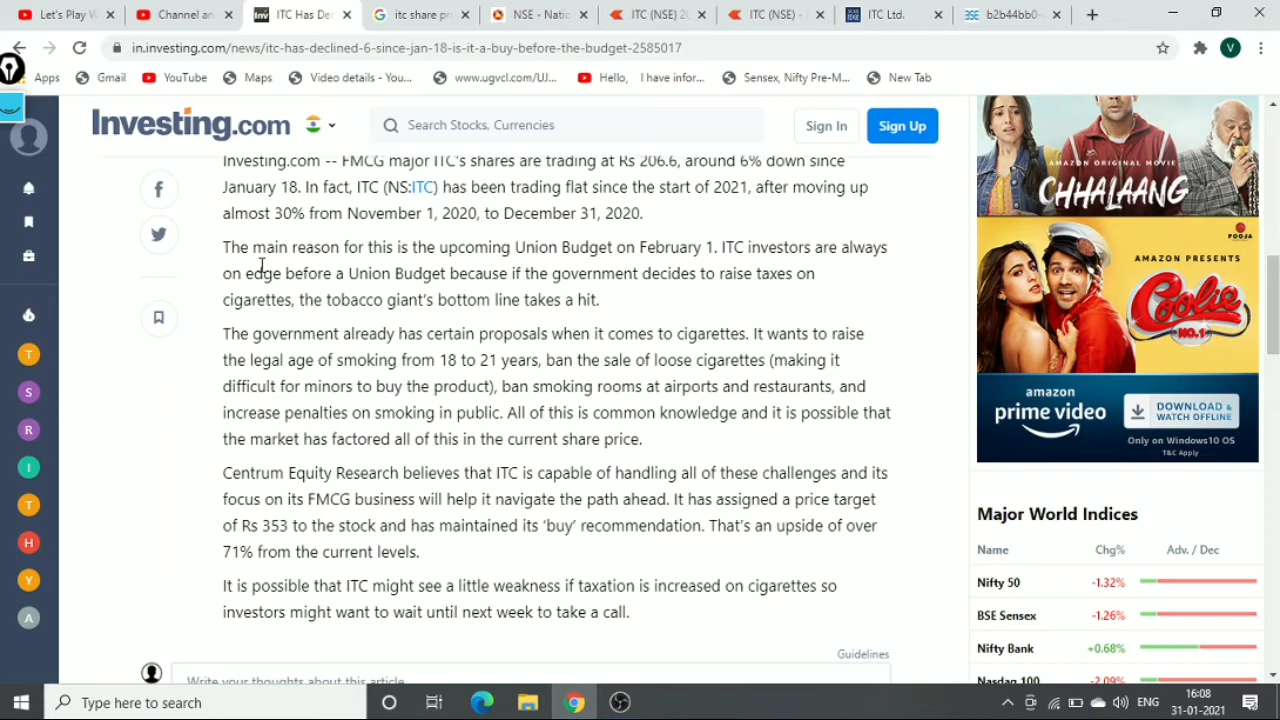 Let's Play W
Channel an
ITC Has Dec
itc share pri
NSE - Natio
ITC (NSE) 2
ITC (NSE) -
ITC Ltd.
b2b44bb0-
in.investing.com/news/itc-has-declined-6-since-jan-18-is-it-a-buy-before-the-budget-2585017
V
Apps
Gmail
YouTube
Maps
Video details - You...
www.ugvcl.com/UJ...
Hello, I have infor...
Sensex, Nifty Pre-M...
New Tab
Investing.com
Search Stocks, Currencies
Sign In
Sign Up
Investing.com -- FMCG major ITC's shares are trading at Rs 206.6, around 6% down since
January 18. In fact, ITC (NS:ITC) has been trading flat since the start of 2021, after moving up
almost 30% from November 1, 2020, to December 31, 2020.
The main reason for this is the upcoming Union Budget on February 1. ITC investors are always
on edge before a Union Budget because if the government decides to raise taxes on
cigarettes, the tobacco giant's bottom line takes a hit.
The government already has certain proposals when it comes to cigarettes. It wants to raise
the legal age of smoking from 18 to 21 years, ban the sale of loose cigarettes (making it
difficult for minors to buy the product), ban smoking rooms at airports and restaurants, and
increase penalties on smoking in public. All of this is common knowledge and it is possible that
the market has factored all of this in the current share price.
Centrum Equity Research believes that ITC is capable of handling all of these challenges and its
focus on its FMCG business will help it navigate the path ahead. It has assigned a price target
of Rs 353 to the stock and has maintained its 'buy' recommendation. That's an upside of over
71% from the current levels.
It is possible that ITC might see a little weakness if taxation is increased on cigarettes so
investors might want to wait until next week to take a call.
Guidelines
Write your thoughts about this article
T
S
R
I
T
H
Y
A
AMAZON ORIGINAL MOVIE
CHHALAANG
POOJA
AMAZON PRESENTS
Coolie
NO.1
amazon
prime video
DOWNLOAD &
WATCH OFFLINE
Only on Windows10 OS
T&C Apply
Major World Indices
Name Chg% Adv. / Dec
Nifty 50 -1.32%
BSE Sensex -1.26%
Nifty Bank +0.68%
Nasdaq 100 -2.09%
Type here to search
ENG
16:08
31-01-2021